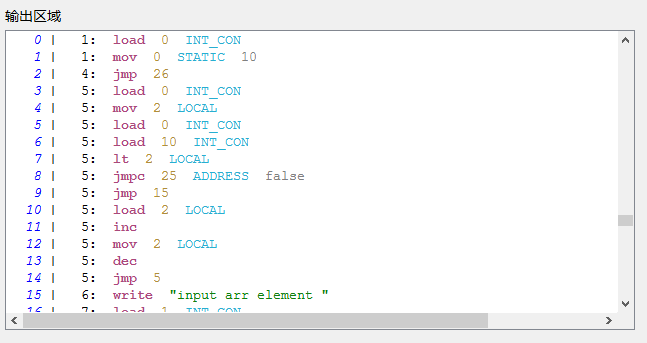 输出区域
0 | 1: load 0 INT_CON
1 | 1: mov 0 STATIC 10
2 | 4: jmp 26
3 | 5: load 0 INT_CON
4 | 5: mov 2 LOCAL
5 | 5: load 0 INT_CON
6 | 5: load 10 INT_CON
7 | 5: lt 2 LOCAL
8 | 5: jmpc 25 ADDRESS false
9 | 5: jmp 15
10 | 5: load 2 LOCAL
11 | 5: inc
12 | 5: mov 2 LOCAL
13 | 5: dec
14 | 5: jmp 5
15 | 6: write "input arr element "
16 | 7: load 1 INT_CON